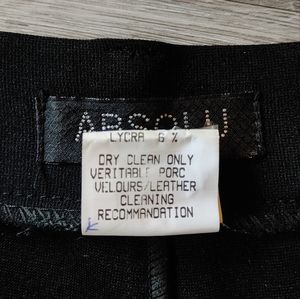 ABSOLU
LYCRA 6 %
DRY CLEAN ONLY
VERITABLE PORC
VELOURS/LEATHER
CLEANING
RECOMMANDATION